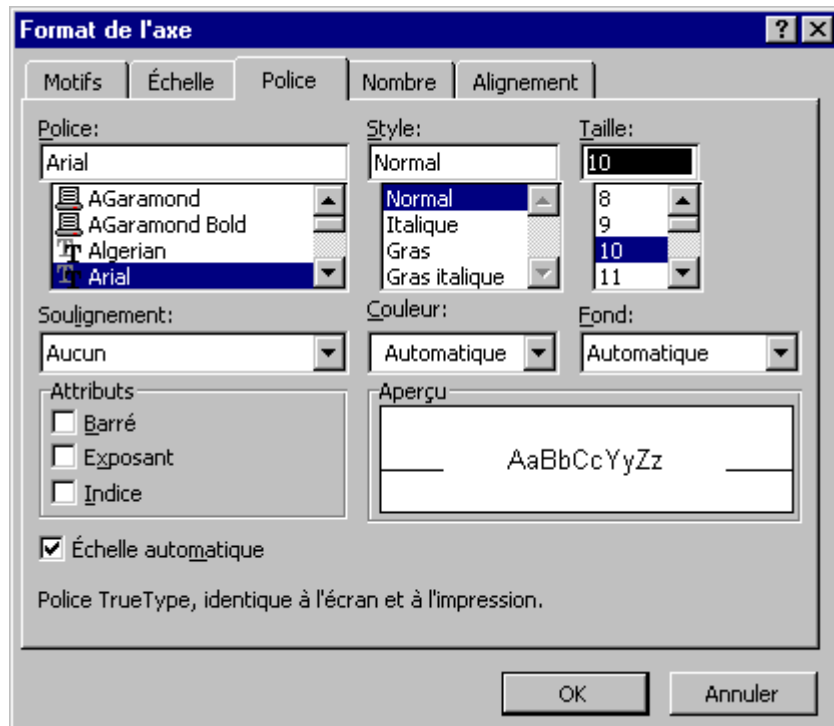 Format de l'axe
Motifs Échelle Police Nombre Alignement
Police: Style: Taille:
Arial Normal 10
AGaramond Normal 8
AGaramond Bold Italique 9
Algerian Gras 10
Arial Gras italique 11
Soulignement: Couleur: Fond:
Aucun Automatique Automatique
Attributs Aperçu
Barré
Exposant AaBbCcYyZz
Indice
Échelle automatique
Police TrueType, identique à l'écran et à l'impression.
OK Annuler